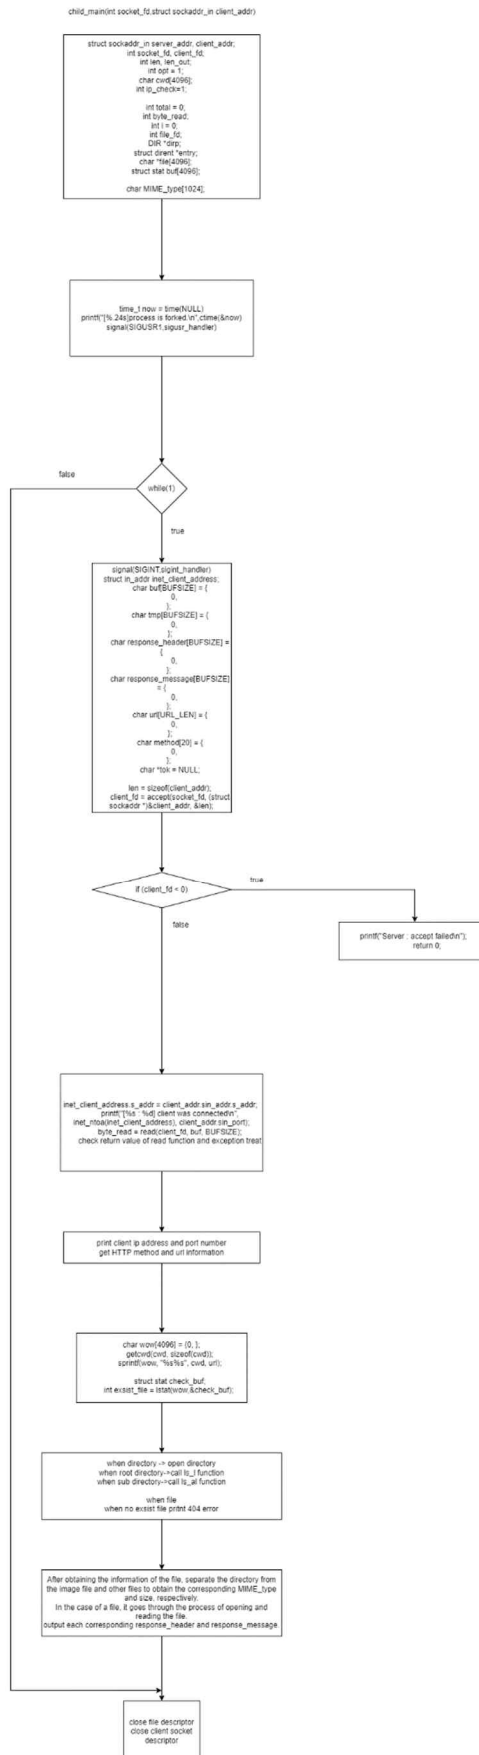 child_main(int socket_fd,struct sockaddr_in client_addr)
struct sockaddr_in server_addr, client_addr;
int socket_fd, client_fd;
int len, len_out;
int opt = 1;
char cwd[4096];
int ip_check=1;
int total = 0;
int byte_read;
int i = 0;
int file_fd;
DIR *dirp;
struct dirent *entry;
char *file[4096];
struct stat buf[4096];
char MIME_type[1024];
time_t now = time(NULL)
printf("[%.24s]process is forked.\n",ctime(&now)
signal(SIGUSR1,sigusr_handler)
false
while(1)
true
signal(SIGINT,sigint_handler)
struct in_addr inet_client_address;
char buf[BUFSIZE] = {
0,
};
char tmp[BUFSIZE] = {
0,
};
char response_header[BUFSIZE] =
{
0,
};
char response_message[BUFSIZE]
= {
0,
};
char url[URL_LEN] = {
0,
};
char method[20] = {
0,
};
char *tok = NULL;
len = sizeof(client_addr);
client_fd = accept(socket_fd, (struct
sockaddr *)&client_addr, &len);
if (client_fd < 0)
true
false
printf("Server : accept failed\n");
return 0;
inet_client_address.s_addr = client_addr.sin_addr.s_addr;
printf("[%s : %d] client was connected\n",
inet_ntoa(inet_client_address), client_addr.sin_port);
byte_read = read(client_fd, buf, BUFSIZE);
check return value of read function and exception treat
print client ip address and port number
get HTTP method and url information
char wow[4096] = {0, };
getcwd(cwd, sizeof(cwd));
sprintf(wow, "%s%s", cwd, url);
struct stat check_buf;
int exsist_file = lstat(wow,&check_buf);
when directory -> open directory
when root directory->call ls_l function
when sub directory->call ls_al function
when file
when no exsist file pritnt 404 error
After obtaining the information of the file, separate the directory from
the image file and other files to obtain the corresponding MIME_type
and size, respectively.
In the case of a file, it goes through the process of opening and
reading the file.
output each corresponding response_header and response_message.
close file descriptor
close client socket
descriptor